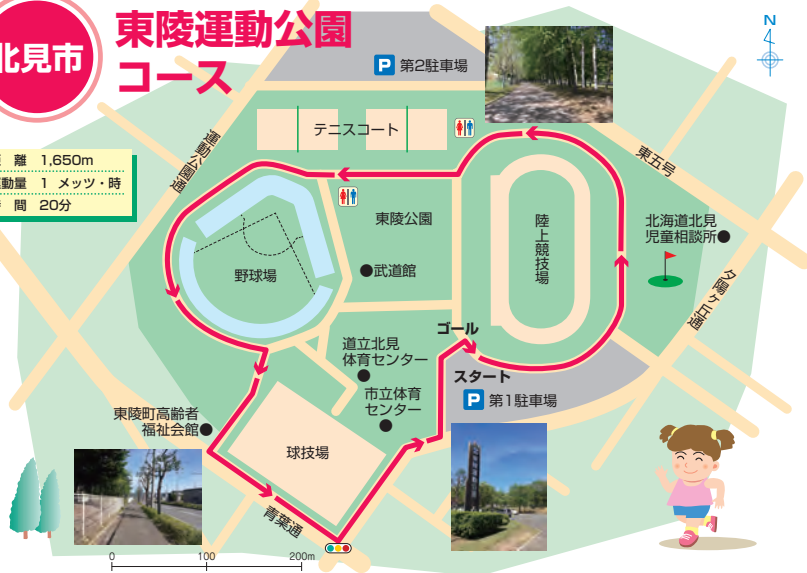 北見市
東陵運動公園
コース
N
P 第2駐車場
テニスコート
運動公園通
距 離 1,650m
運動量 1 メッツ・時
時 間 20分
東五号
東陵公園
陸上競技場
北海道北見
児童相談所
野球場
武道館
夕陽ヶ丘通
ゴール
道立北見
体育センター
スタート
市立体育
センター
P 第1駐車場
東陵町高齢者
福祉会館
球技場
青葉通
0 100 200m